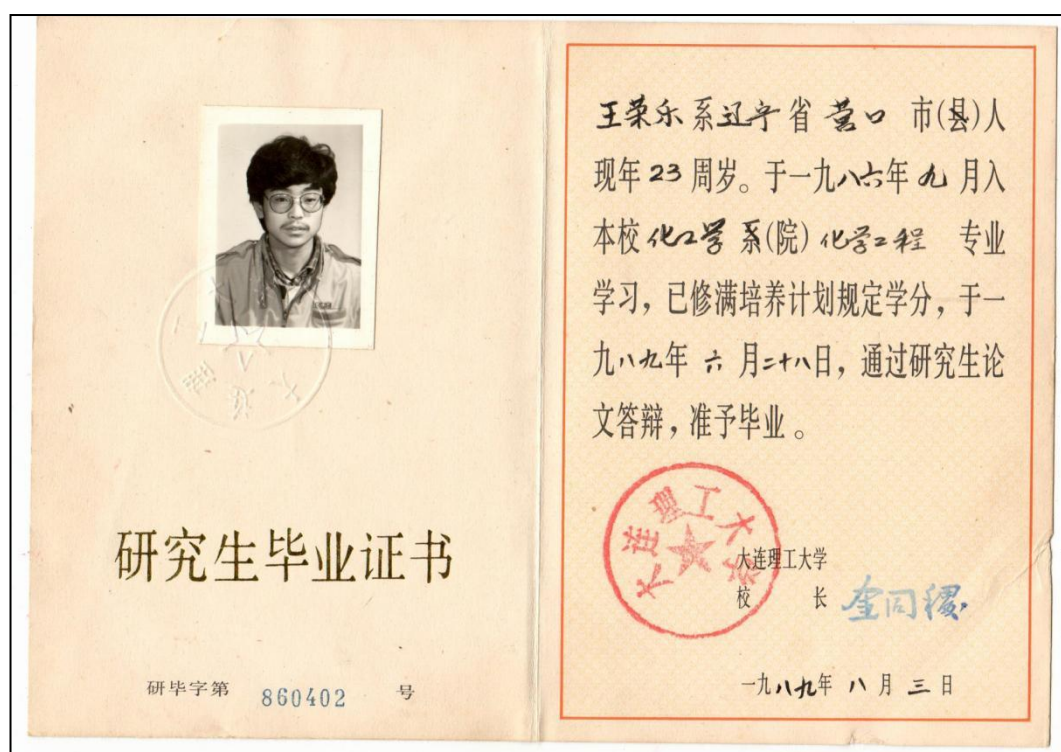 研究生毕业证书
研毕字第 860402 号
王荣乐系辽宁省 营口 市(县)人
现年 23 周岁。于一九八六年 九 月入
本校 化工学 系(院) 化学工程 专业
学习，已修满培养计划规定学分，于一
九八九年 六 月二十八日，通过研究生论
文答辩，准予毕业。
大连理工大学
大连理工大学
校 长 金同稷
一九八九年 八 月 三 日